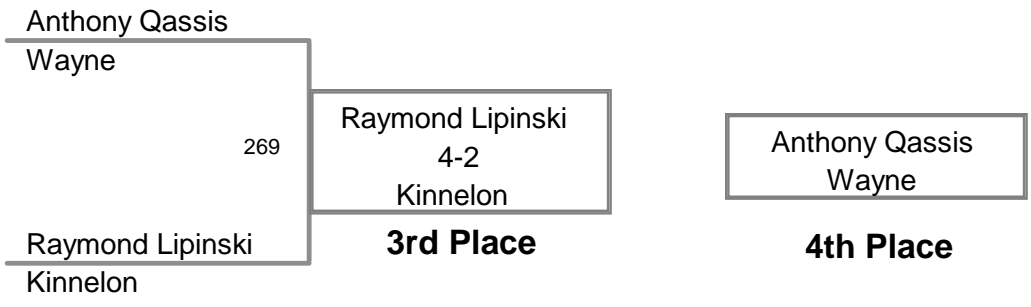 Anthony Qassis
Wayne
269
Raymond Lipinski
Kinnelon
Raymond Lipinski
4-2
Kinnelon
3rd Place
Anthony Qassis
Wayne
4th Place